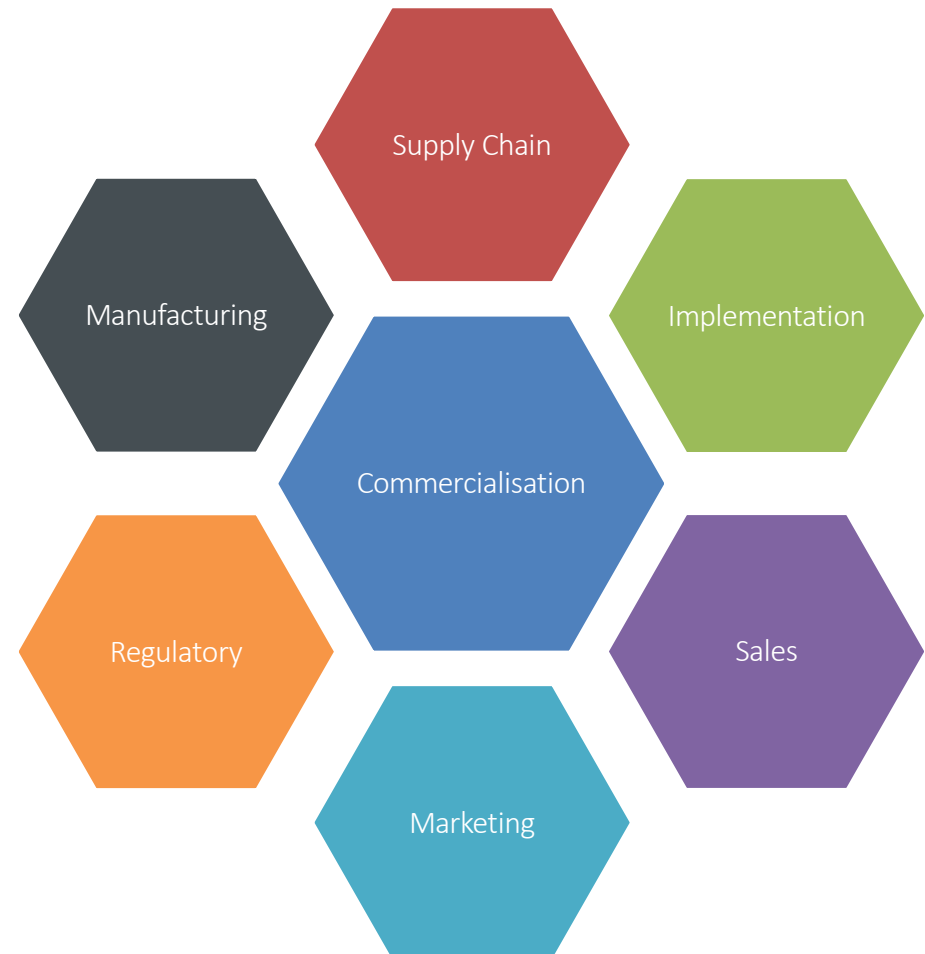 Supply Chain
Manufacturing
Implementation
Commercialisation
Regulatory
Sales
Marketing